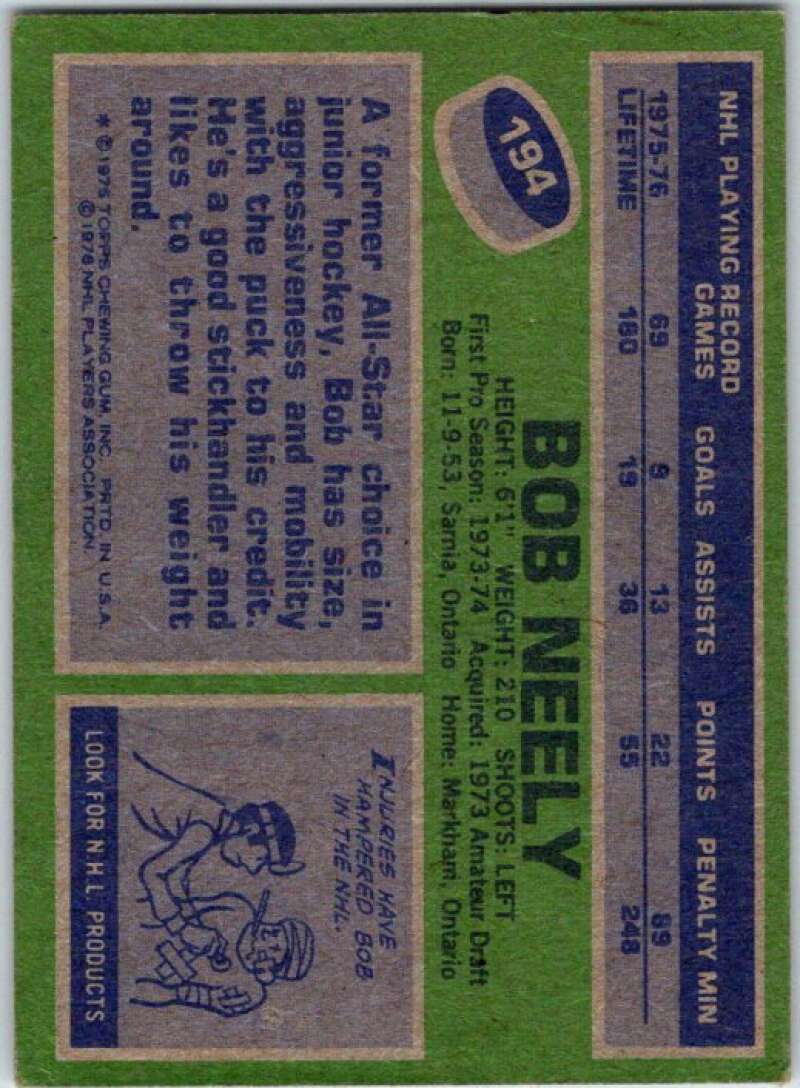 NHL PLAYING RECORD
GAMES GOALS ASSISTS POINTS PENALTY MIN
1975-76 69 9 13 22 89
LIFETIME 180 19 36 55 248
194
BOB NEELY
HEIGHT: 6'1" WEIGHT: 210 SHOOTS: LEFT
First Pro Season: 1973-74 Acquired: 1973 Amateur Draft
Born: 11-9-53, Sarnia, Ontario Home: Markham, Ontario
A former All-Star choice in
junior hockey, Bob has size,
aggressiveness and mobility
with the puck to his credit.
He's a good stickhandler and
likes to throw his weight
around.
* © 1976 TOPPS CHEWING GUM, INC. PRTD. IN U.S.A.
© 1976 NHL PLAYERS ASSOCIATION.
INJURIES HAVE
HAMPERED BOB
IN THE NHL.
LOOK FOR N.H.L. PRODUCTS